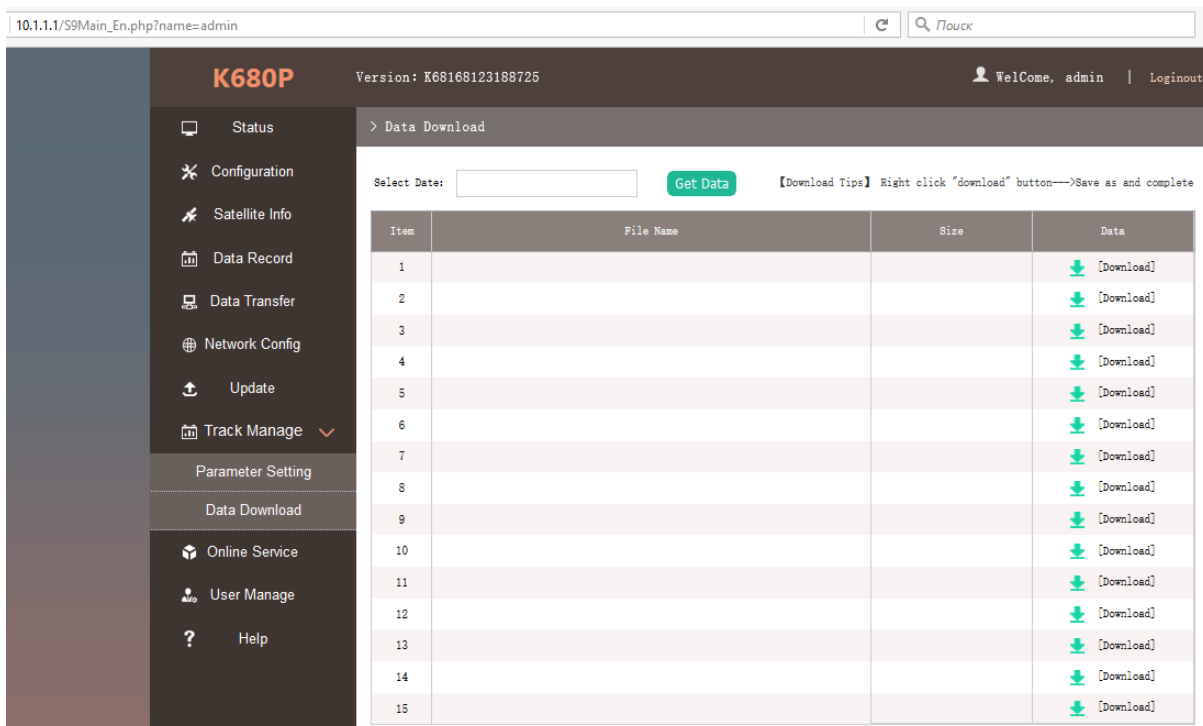 10.1.1.1/S9Main_En.php?name=admin
Поиск
K680P
Version: K68168123188725
WelCome, admin | Loginout
Status
Configuration
Satellite Info
Data Record
Data Transfer
Network Config
Update
Track Manage
Parameter Setting
Data Download
Online Service
User Manage
? Help
> Data Download
Select Date:
Get Data
【Download Tips】 Right click "download" button--->Save as and complete
Item File Name Size Data
1 [Download]
2 [Download]
3 [Download]
4 [Download]
5 [Download]
6 [Download]
7 [Download]
8 [Download]
9 [Download]
10 [Download]
11 [Download]
12 [Download]
13 [Download]
14 [Download]
15 [Download]